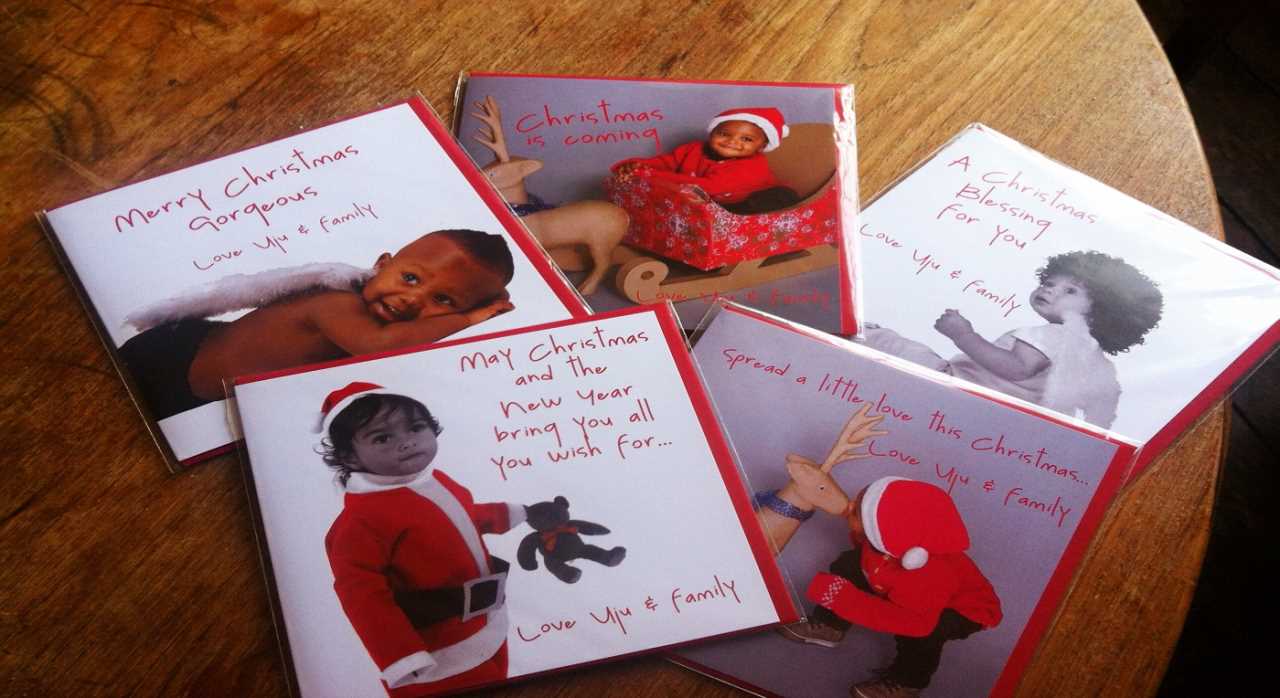 Merry Christmas
Gorgeous
Love Uju & Family
Christmas
is coming
Love Uju & Family
A Christmas
Blessing
For You
Love Uju & Family
May Christmas
and the
New Year
bring you all
you wish for...
Love Uju & Family
Spread a little love this Christmas...
Love Uju & Family